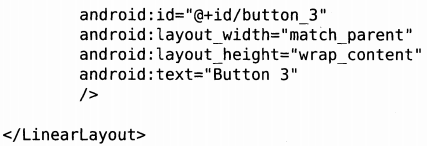 android:id="@+id/button_3"
android:layout_width="match_parent"
android:layout_height="wrap_content"
android:text="Button 3"
/>
</LinearLayout>